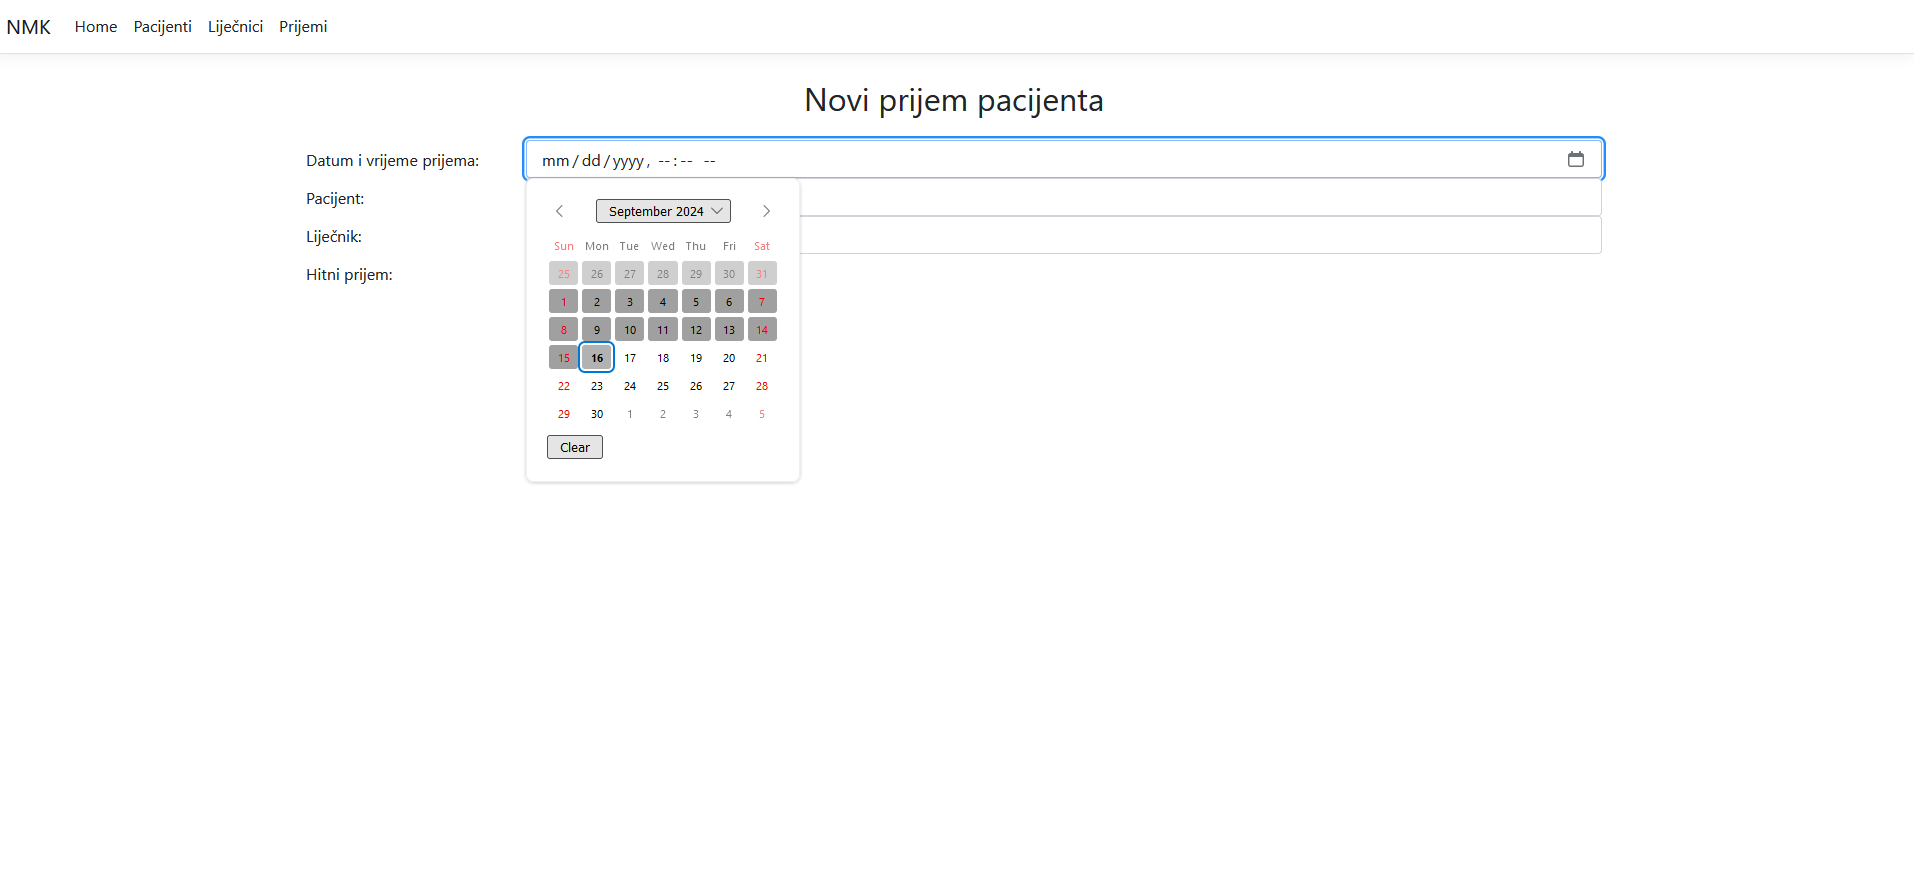 NMK Home Pacijenti Liječnici Prijemi
Novi prijem pacijenta
Datum i vrijeme prijema: mm/dd/yyyy, --:-- --
Pacijent:
Liječnik:
Hitni prijem:
September 2024
Sun Mon Tue Wed Thu Fri Sat
25 26 27 28 29 30 31
1 2 3 4 5 6 7
8 9 10 11 12 13 14
15 16 17 18 19 20 21
22 23 24 25 26 27 28
29 30 1 2 3 4 5
Clear